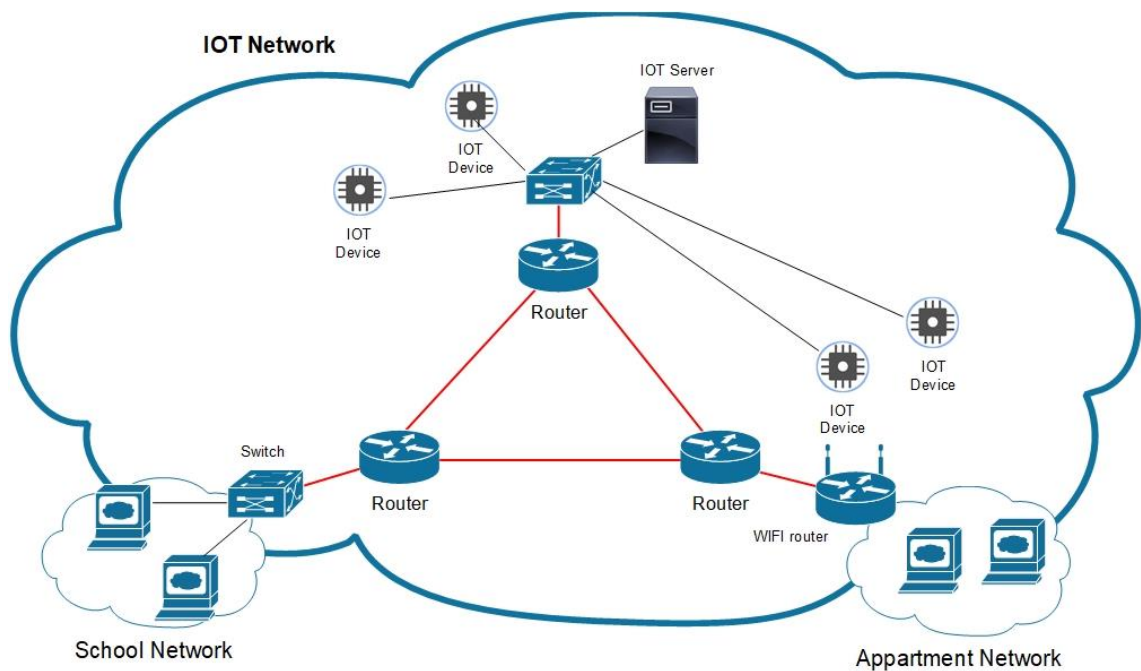 IOT Network
IOT Server
IOT
Device
IOT
Device
Router
IOT
Device
IOT
Device
Switch
Router
Router
WIFI router
School Network
Appartment Network